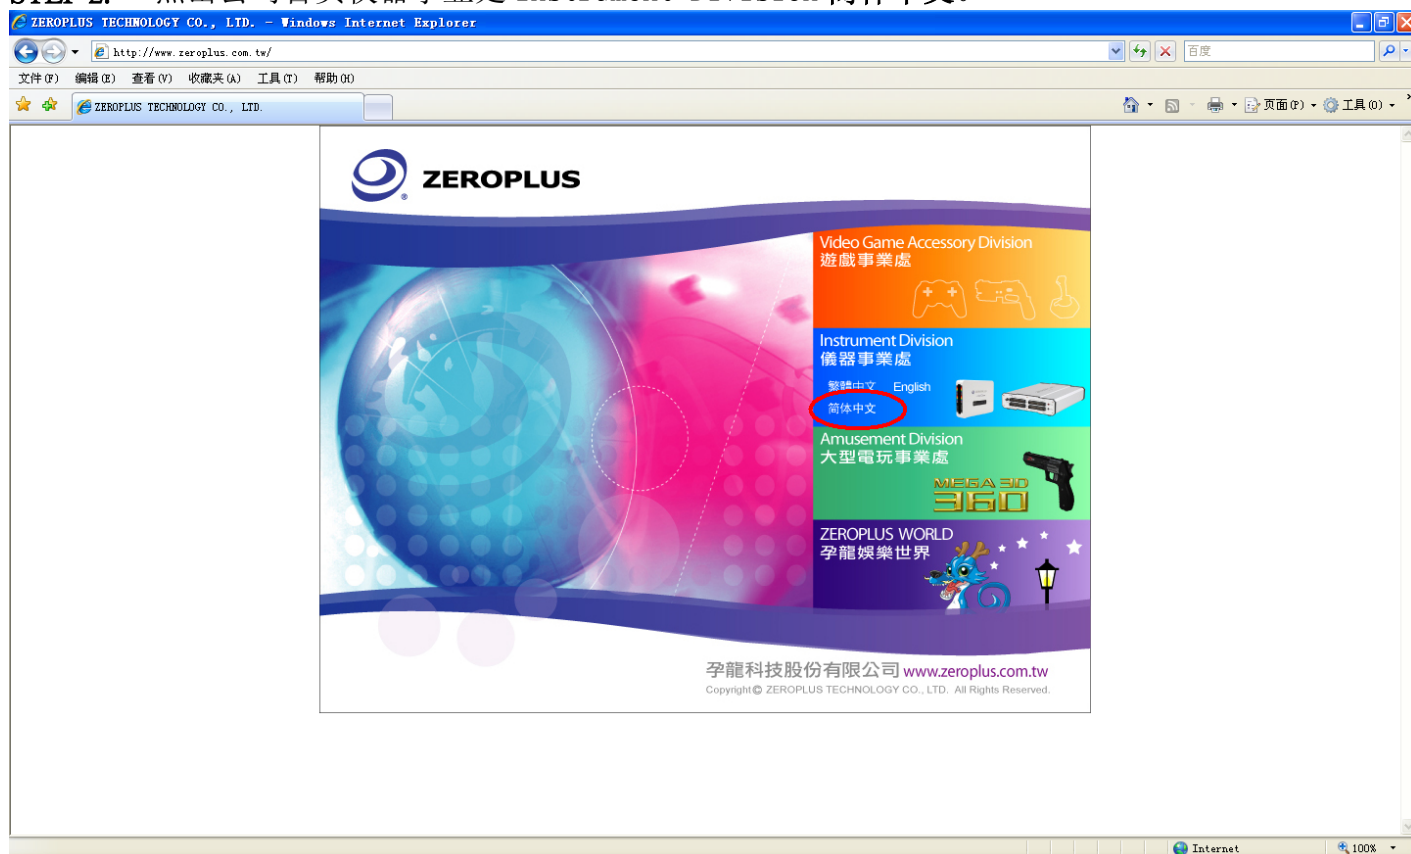 ZEROPLUS TECHNOLOGY CO., LTD. - Windows Internet Explorer
http://www.zeroplus.com.tw/
百度
文件(F) 编辑(E) 查看(V) 收藏夹(A) 工具(T) 帮助(H)
ZEROPLUS TECHNOLOGY CO., LTD.
页面(P) 工具(O)
ZEROPLUS
Video Game Accessory Division
遊戲事業處
Instrument Division
儀器事業處
繁體中文 English
简体中文
Amusement Division
大型電玩事業處
MEGA 3D
360
ZEROPLUS WORLD
孕龍娛樂世界
孕龍科技股份有限公司 www.zeroplus.com.tw
Copyright© ZEROPLUS TECHNOLOGY CO., LTD. All Rights Reserved.
Internet 100%